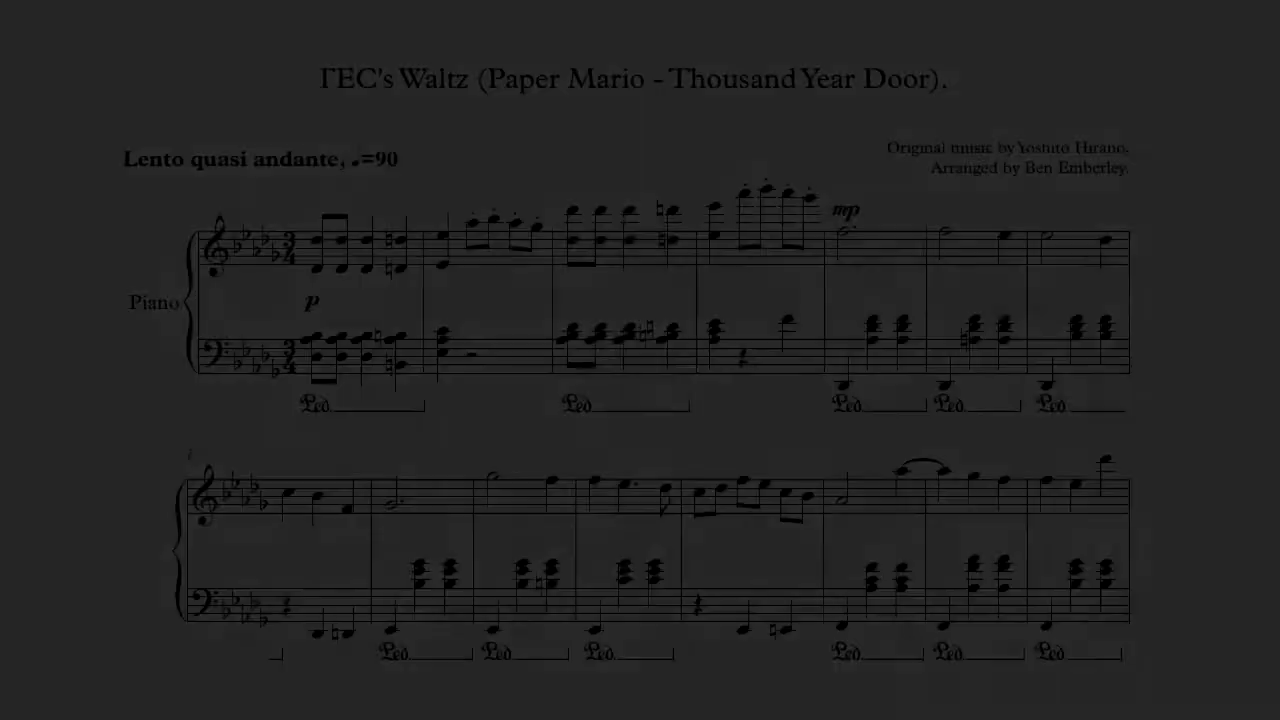 ΓEC's Waltz (Paper Mario - Thousand Year Door).
Lento quasi andante, ♩=90
Original music by Yoshito Hirano.
Arranged by Ben Emberley.
mp
Piano
p
Ped. Ped. Ped. Ped. Ped.
Ped. Ped. Ped. Ped. Ped. Ped.